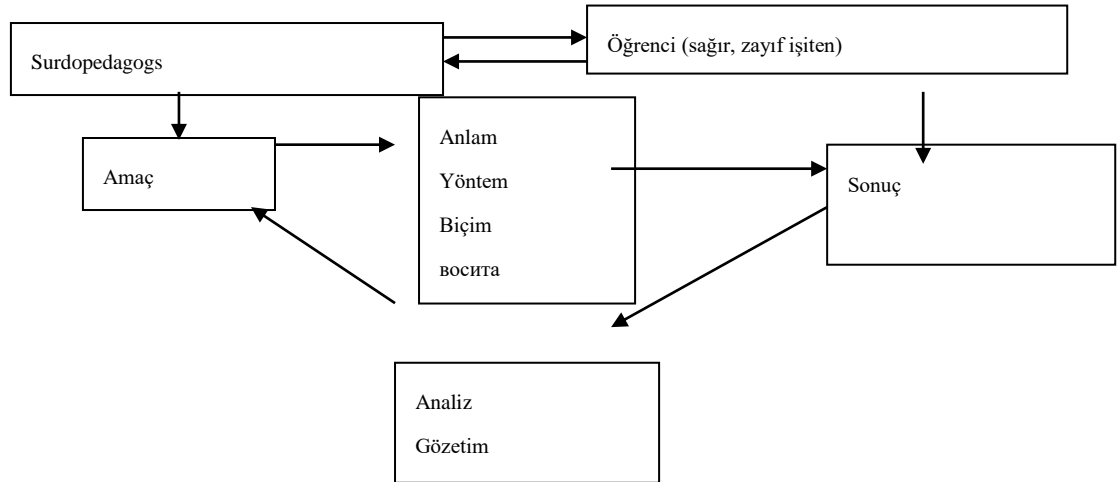 Surdopedagogs
Öğrenci (sağır, zayıf işiten)
Amaç
Anlam
Yöntem
Biçim
восита
Sonuç
Analiz
Gözetim